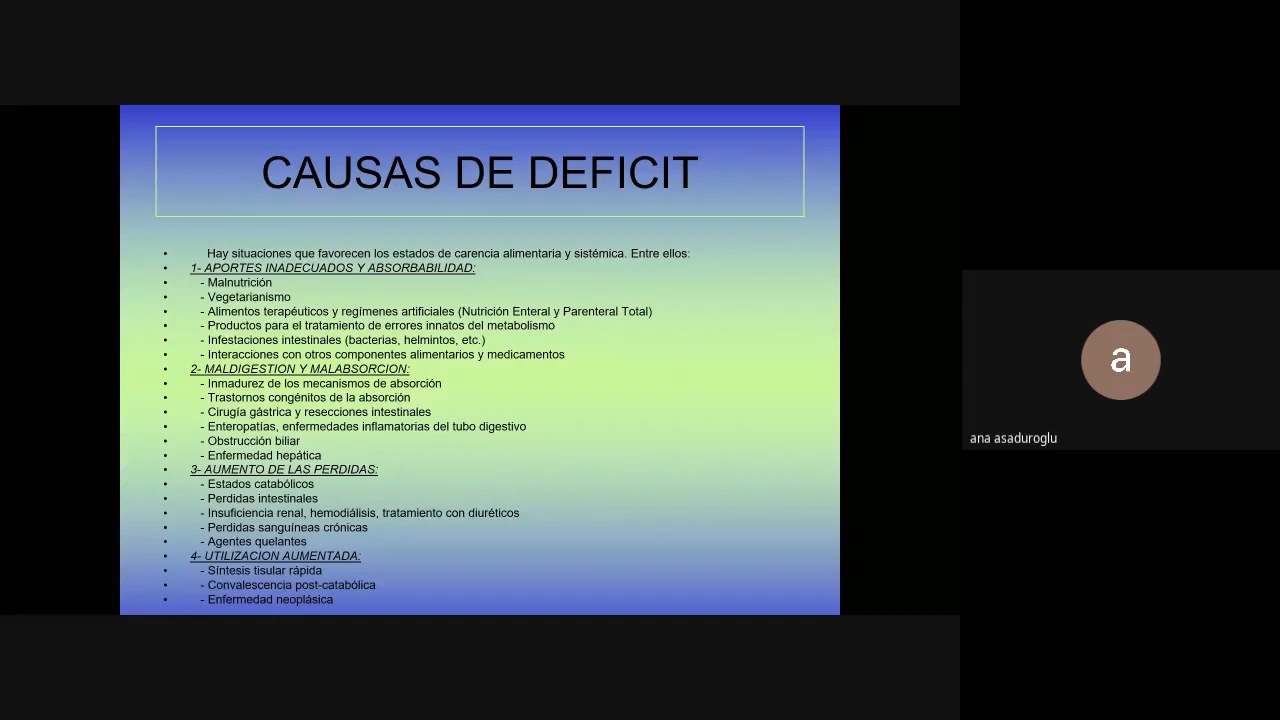 CAUSAS DE DEFICIT
• Hay situaciones que favorecen los estados de carencia alimentaria y sistémica. Entre ellos:
• 1- APORTES INADECUADOS Y ABSORBABILIDAD:
• - Malnutrición
• - Vegetarianismo
• - Alimentos terapéuticos y regímenes artificiales (Nutrición Enteral y Parenteral Total)
• - Productos para el tratamiento de errores innatos del metabolismo
• - Infestaciones intestinales (bacterias, helmintos, etc.)
• - Interacciones con otros componentes alimentarios y medicamentos
• 2- MALDIGESTION Y MALABSORCION:
• - Inmadurez de los mecanismos de absorción
• - Trastornos congénitos de la absorción
• - Cirugía gástrica y resecciones intestinales
• - Enteropatías, enfermedades inflamatorias del tubo digestivo
• - Obstrucción biliar
• - Enfermedad hepática
• 3- AUMENTO DE LAS PERDIDAS:
• - Estados catabólicos
• - Perdidas intestinales
• - Insuficiencia renal, hemodiálisis, tratamiento con diuréticos
• - Perdidas sanguíneas crónicas
• - Agentes quelantes
• 4- UTILIZACION AUMENTADA:
• - Síntesis tisular rápida
• - Convalescencia post-catabólica
• - Enfermedad neoplásica
a
ana asaduroglu